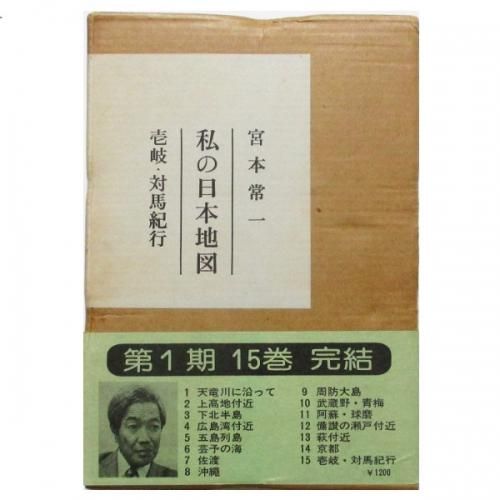 宮本常一
私の日本地図
壱岐・対馬紀行
第1期 15巻 完結
1 天竜川に沿って
2 上高地付近
3 下北半島
4 広島湾付近
5 五島列島
6 芸予の海
7 佐渡
8 沖縄
9 周防大島
10 武蔵野・青梅
11 阿蘇・球磨
12 備讃の瀬戸付近
13 萩付近
14 京都
15 壱岐・対馬紀行
¥1200